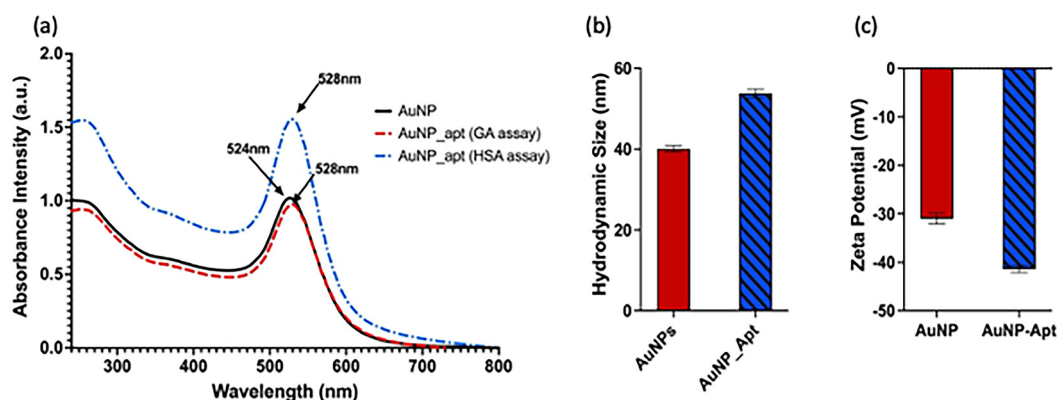 (a)
Absorbance Intensity (a.u.)
2.0
1.5
1.0
0.5
0.0
300
400
500
600
700
800
Wavelength (nm)
528nm
524nm
528nm
AuNP
AuNP_apt (GA assay)
AuNP_apt (HSA assay)
(b)
Hydrodynamic Size (nm)
60
40
20
0
AuNPs
AuNP_Apt
(c)
Zeta Potential (mV)
0
-10
-20
-30
-40
-50
AuNP
AuNP-Apt